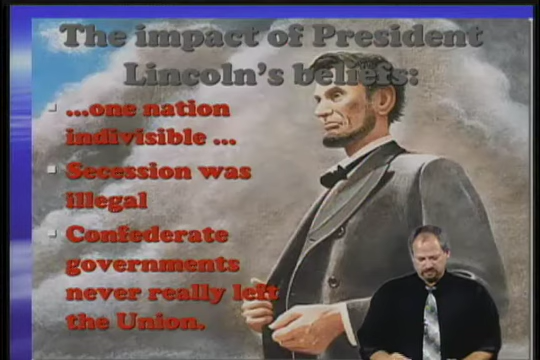 The impact of President
Lincoln's beliefs:
...one nation
indivisible ...
Secession was
illegal
Confederate
governments
never really left
the Union.